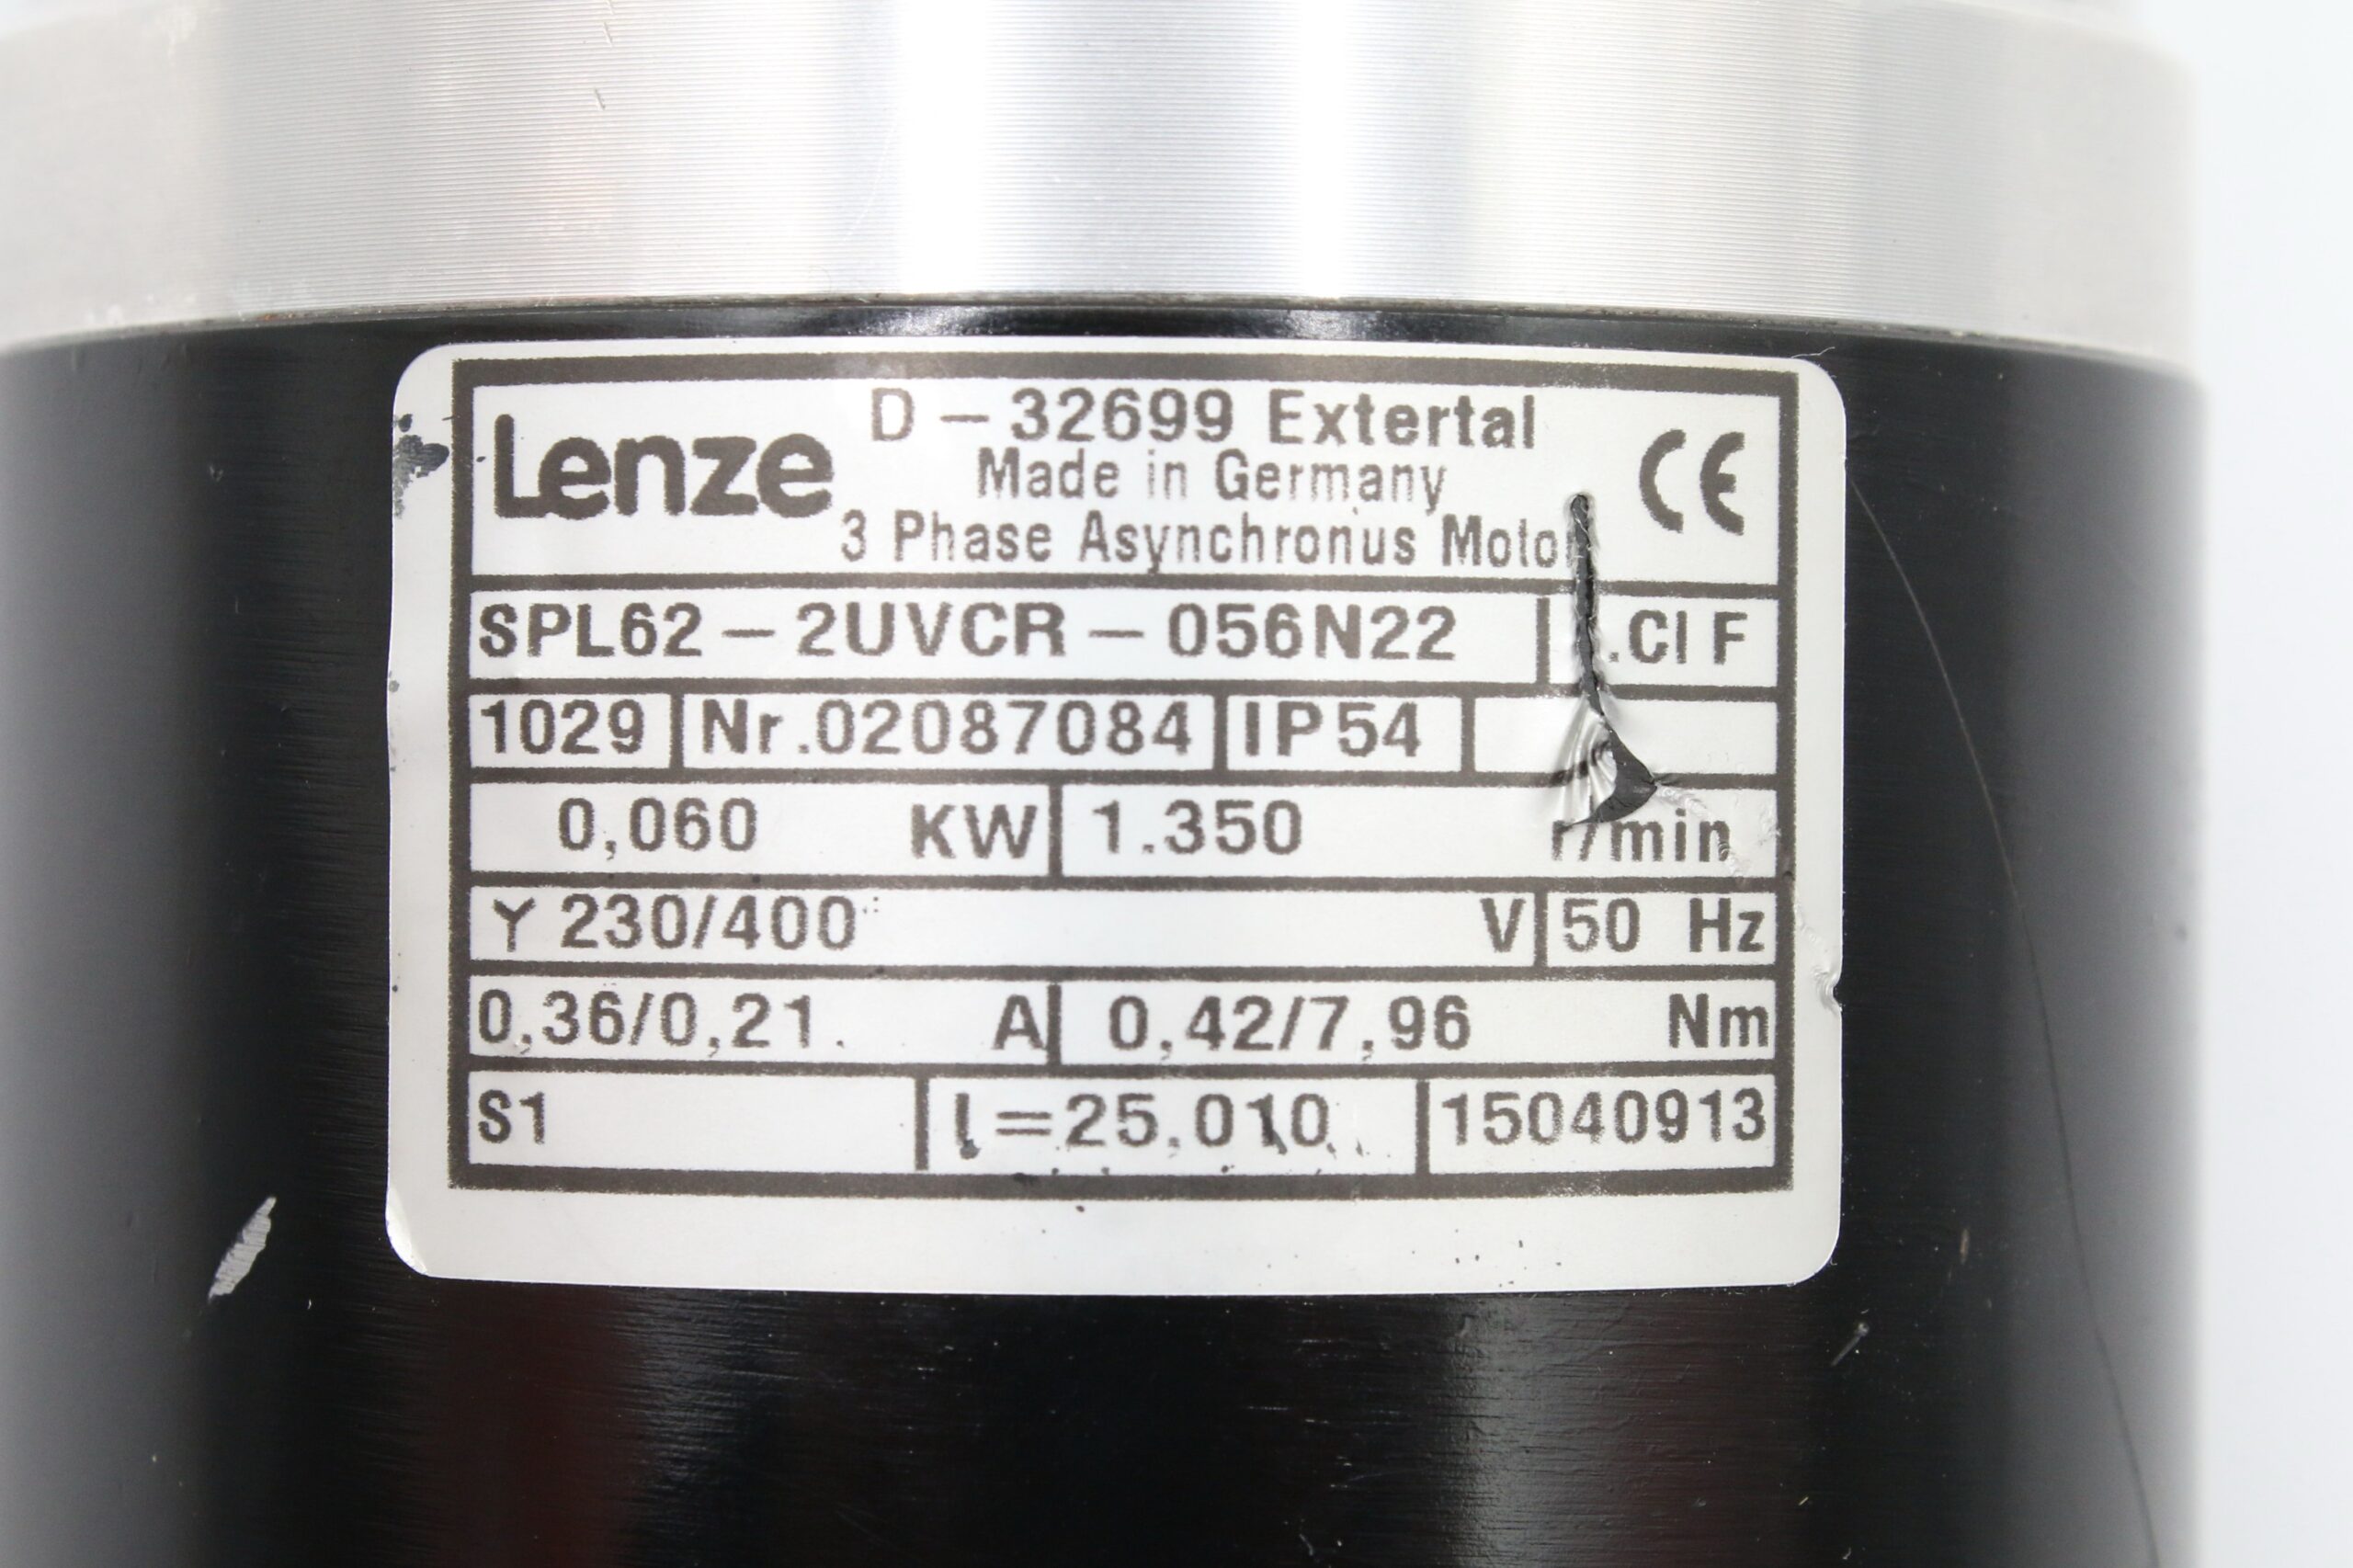 Lenze
D – 32699 Extertal
Made in Germany
3 Phase Asynchronus Motor
CE
SPL62 – 2UVCR – 056N22 .Cl F
1029 Nr.02087084 IP54
0,060 KW 1.350 r/min
Y 230/400 V 50 Hz
0,36/0,21. A 0,42/7,96 Nm
S1 =25,010 15040913